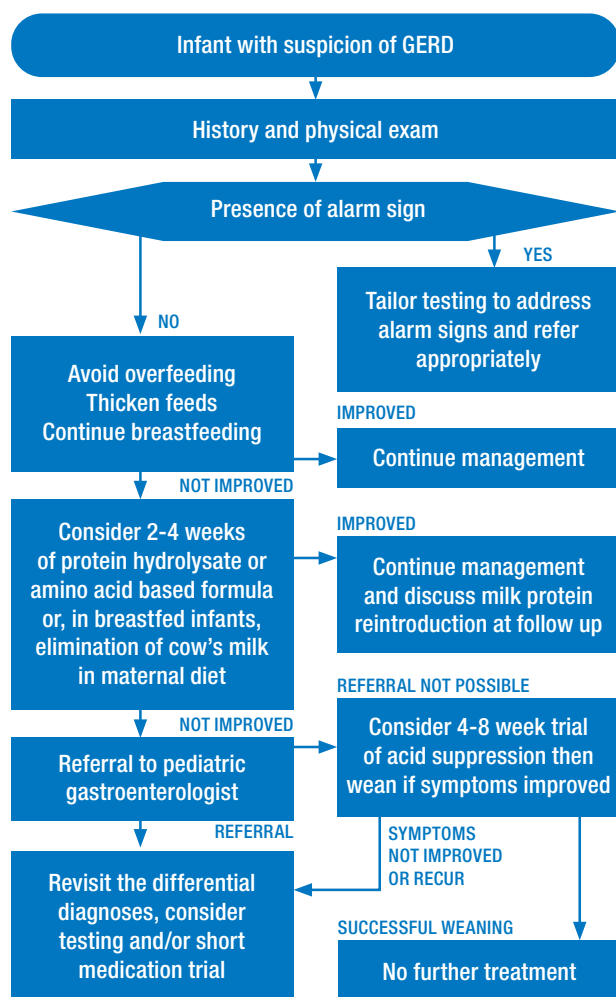 Infant with suspicion of GERD
History and physical exam
Presence of alarm sign
YES
Tailor testing to address
alarm signs and refer
appropriately
NO
Avoid overfeeding
Thicken feeds
Continue breastfeeding
IMPROVED
Continue management
NOT IMPROVED
Consider 2-4 weeks
of protein hydrolysate or
amino acid based formula
or, in breastfed infants,
elimination of cow’s milk
in maternal diet
IMPROVED
Continue management
and discuss milk protein
reintroduction at follow up
NOT IMPROVED
Referral to pediatric
gastroenterologist
REFERRAL NOT POSSIBLE
Consider 4-8 week trial
of acid suppression then
wean if symptoms improved
REFERRAL
SYMPTOMS
NOT IMPROVED
OR RECUR
Revisit the differential
diagnoses, consider
testing and/or short
medication trial
SUCCESSFUL WEANING
No further treatment